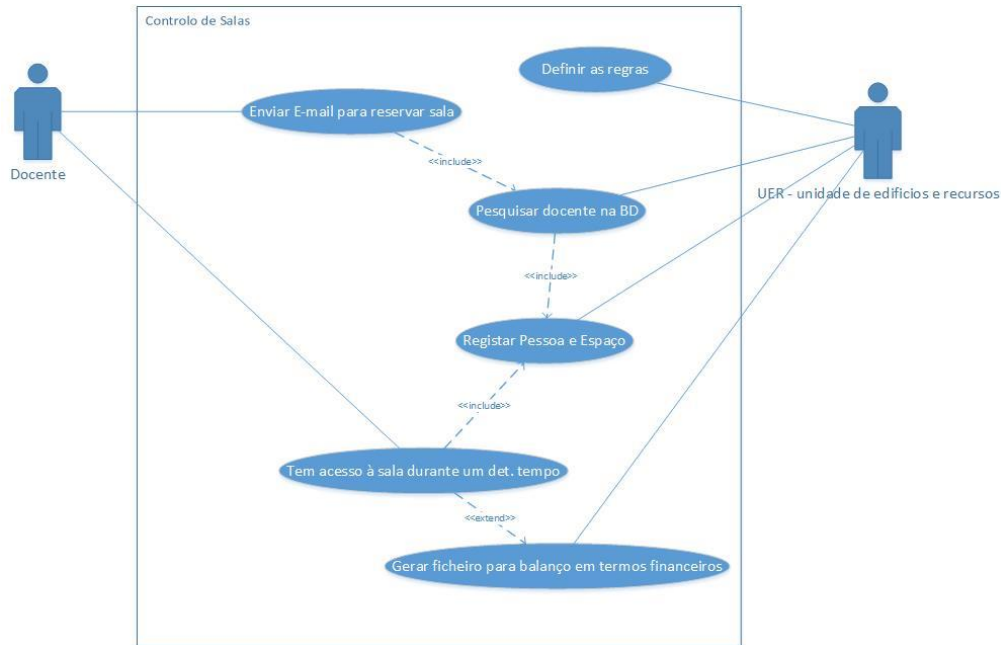 Controlo de Salas
Definir as regras
Enviar E-mail para reservar sala
Docente
<<include>>
UER - unidade de edificios e recursos
Pesquisar docente na BD
<<include>>
Registar Pessoa e Espaço
<<include>>
Tem acesso à sala durante um det. tempo
<<extend>>
Gerar ficheiro para balanço em termos financeiros